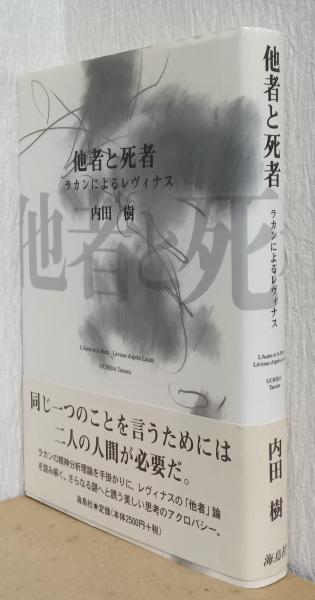 他者と死者
ラカンによるレヴィナス
内田 樹
他者と死
L'Autre et le Mort : Lévinas d'après Lacan
UCHIDA Tatsuru
同じ一つのことを言うためには
二人の人間が必要だ。
ラカンの精神分析理論を手掛かりに、レヴィナスの「他者」論
を読み解く。さらなる謎へと誘う美しい思考のアクロバシー。
海鳥社●定価(本体2500円+税)
他者と死者
ラカンによるレヴィナス
L'Autre et le Mort :
Lévinas d'après Lacan
UCHIDA
Tatsuru
内田 樹
海鳥社